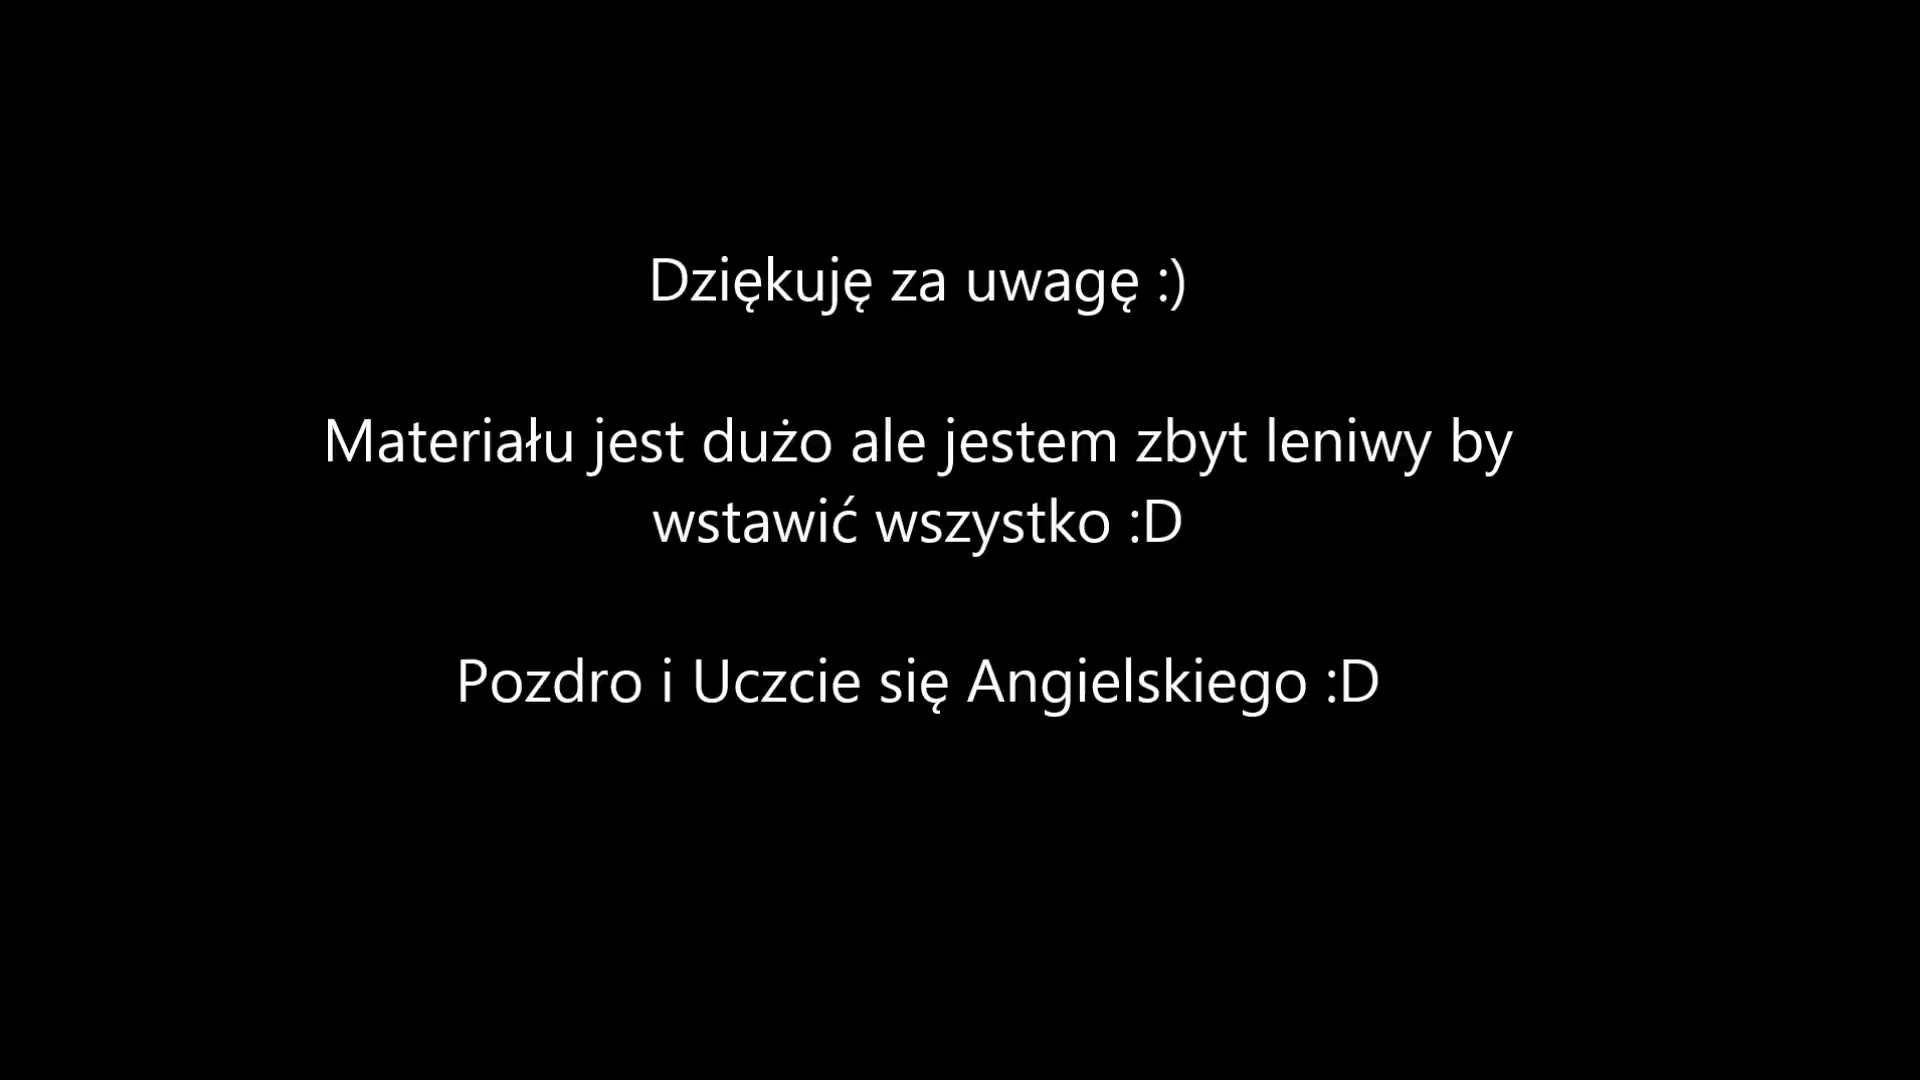 Dziękuję za uwagę :)
Materiału jest dużo ale jestem zbyt leniwy by
wstawić wszystko :D
Pozdro i Uczcie się Angielskiego :D